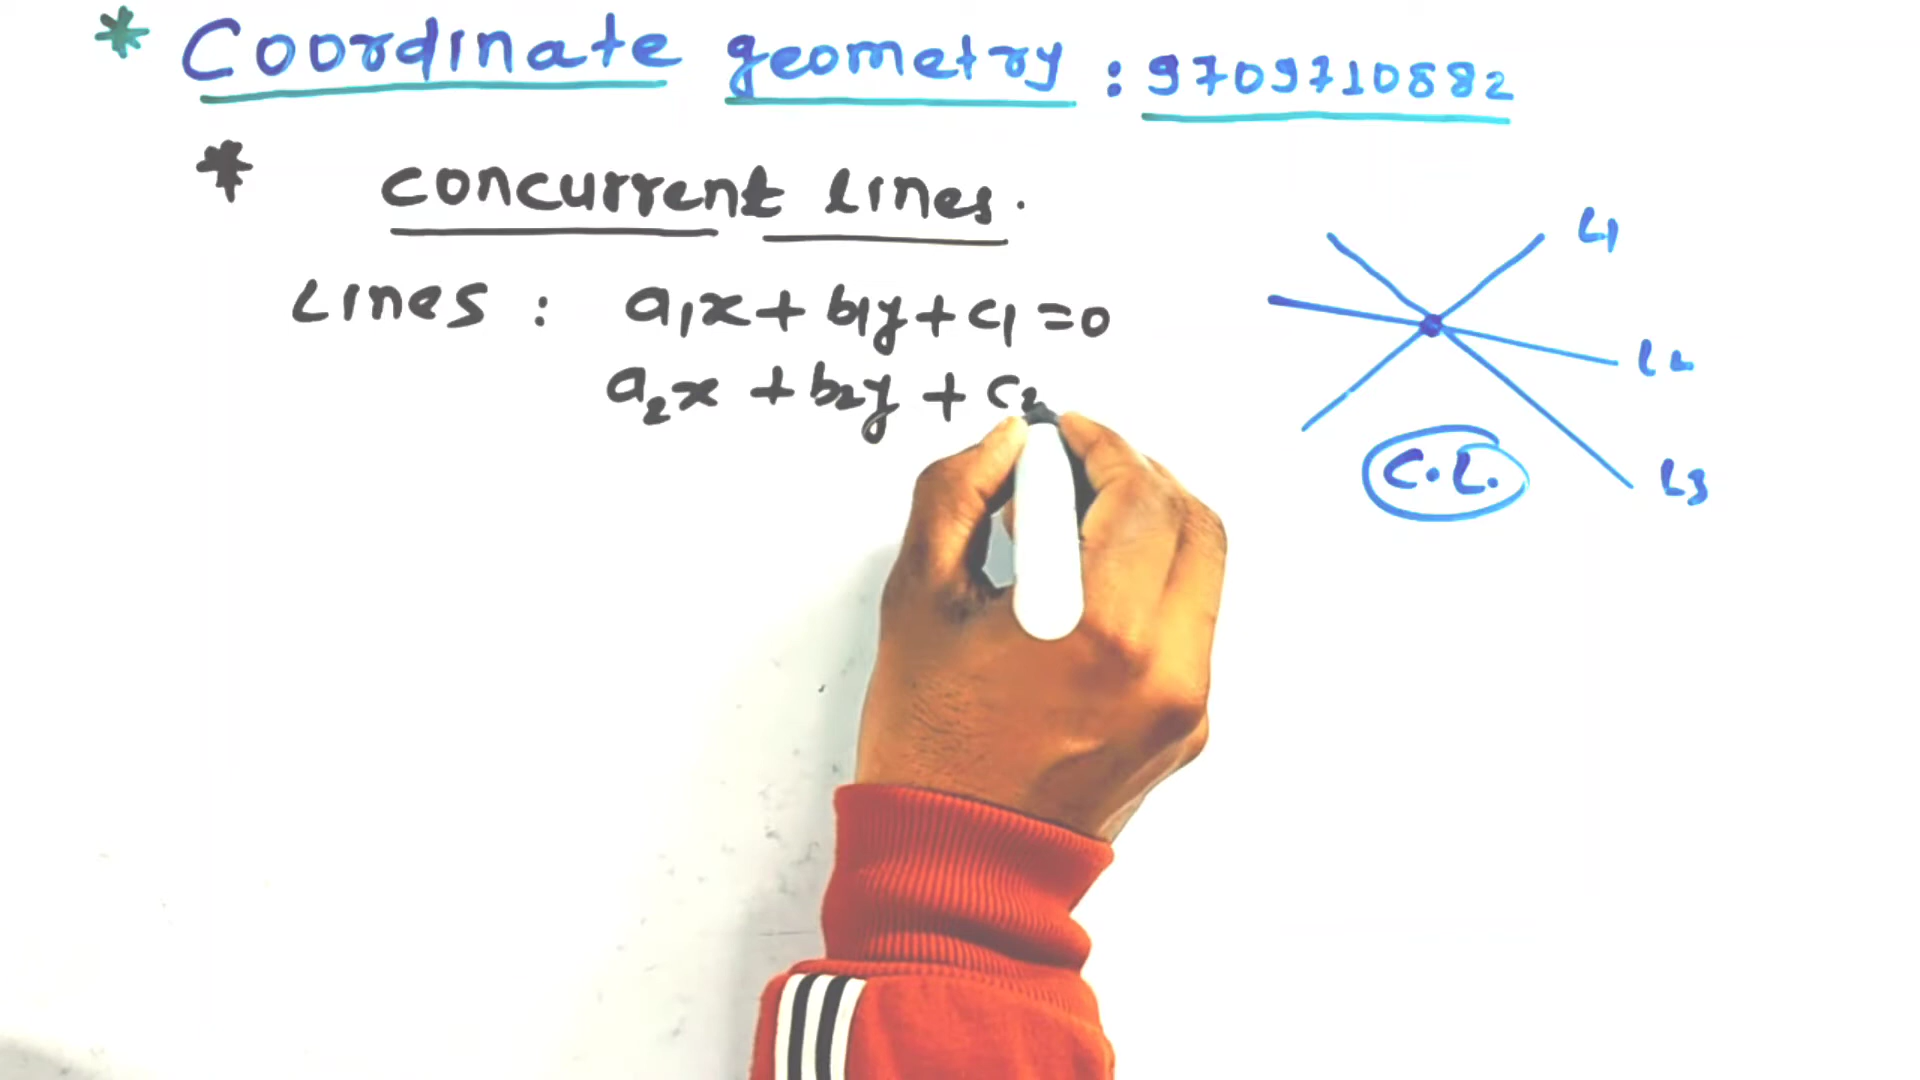 * Coordinate geometry : 9709710882
* concurrent lines.
Lines : a₁x + b₁y + c₁ = 0
a₂x + b₂y + c₂
L1
L2
L3
C.L.